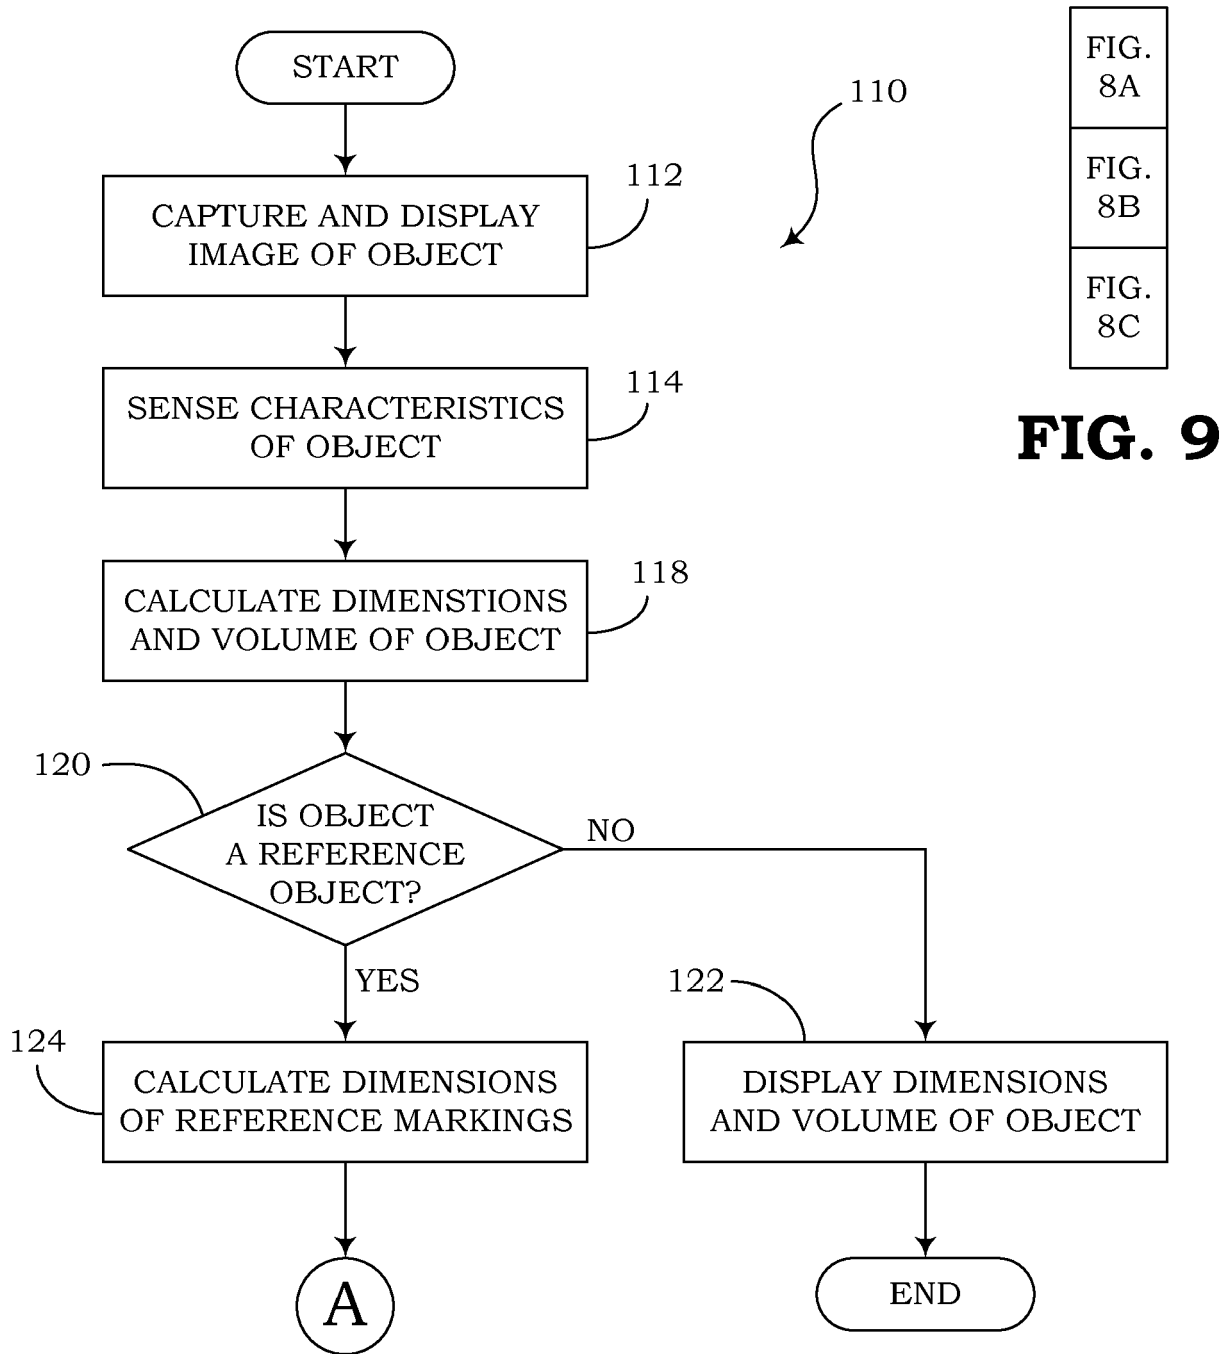 START
110
FIG.
8A
FIG.
8B
FIG.
8C
FIG. 9
112
CAPTURE AND DISPLAY
IMAGE OF OBJECT
114
SENSE CHARACTERISTICS
OF OBJECT
118
CALCULATE DIMENSTIONS
AND VOLUME OF OBJECT
120
IS OBJECT
A REFERENCE
OBJECT?
NO
YES
122
124
CALCULATE DIMENSIONS
OF REFERENCE MARKINGS
DISPLAY DIMENSIONS
AND VOLUME OF OBJECT
A
END